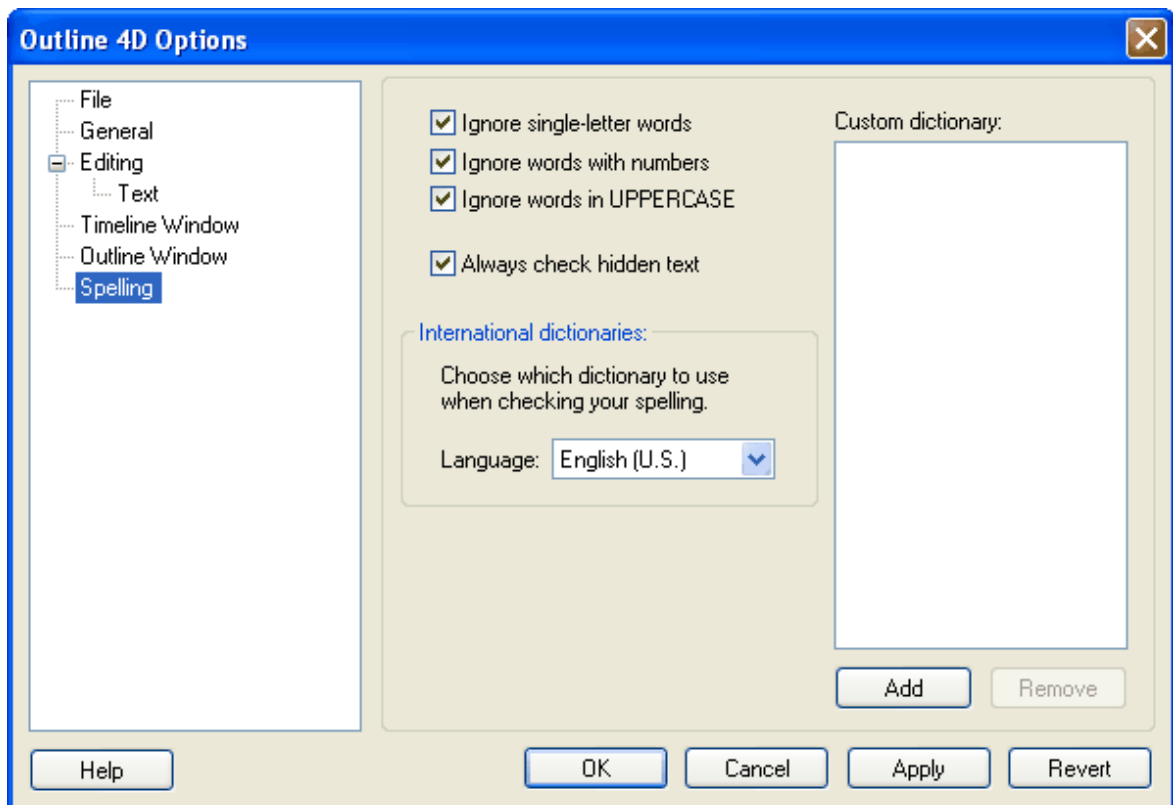 Outline 4D Options
File
General
Editing
Text
Timeline Window
Outline Window
Spelling
Ignore single-letter words
Ignore words with numbers
Ignore words in UPPERCASE
Always check hidden text
International dictionaries:
Choose which dictionary to use
when checking your spelling.
Language: English (U.S.)
Custom dictionary:
Add Remove
Help OK Cancel Apply Revert